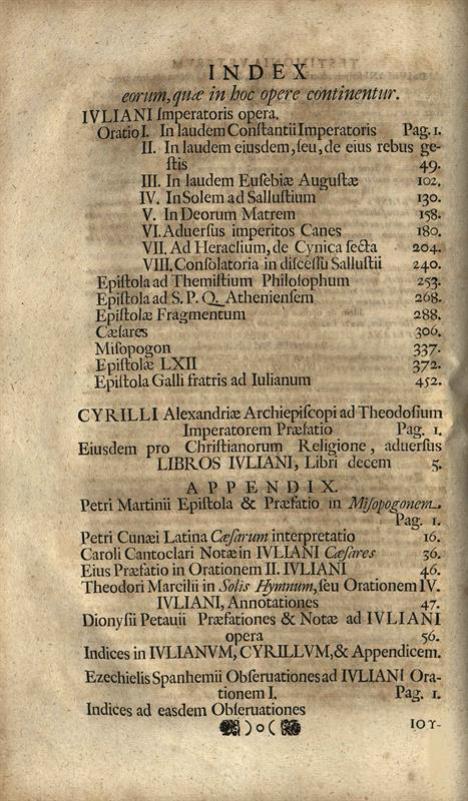 INDEX
eorum, quæ in hoc opere continentur.
IVLIANI Imperatoris opera.
Oratio I. In laudem Constantii Imperatoris Pag. 1.
II. In laudem eiusdem, seu, de eius rebus ge-
stis 49.
III. In laudem Eusebiæ Augustæ 102.
IV. In Solem ad Sallustium 130.
V. In Deorum Matrem 158.
VI. Aduersus imperitos Canes 180.
VII. Ad Heraclium, de Cynica secta 204.
VIII. Consolatoria in discessu Sallustii 240.
Epistola ad Themistium Philosophum 253.
Epistola ad S. P. Q. Atheniensem 268.
Epistolæ Fragmentum 288.
Cæsares 306.
Misopogon 337.
Epistolæ LXII 372.
Epistola Galli fratris ad Iulianum 452.
CYRILLI Alexandriæ Archiepiscopi ad Theodosium
Imperatorem Præfatio Pag. 1.
Eiusdem pro Christianorum Religione, aduersus
LIBROS IVLIANI, Libri decem 5.
APPENDIX.
Petri Martinii Epistola & Præfatio in Misopogonem.
Pag. 1.
Petri Cunæi Latina Cæsarum interpretatio 16.
Caroli Cantoclari Notæ in IVLIANI Cæsares 36.
Eius Præfatio in Orationem II. IVLIANI 46.
Theodori Marcilii in Solis Hymnum, seu Orationem IV.
IVLIANI, Annotationes 47.
Dionysii Petauii Præfationes & Notæ ad IVLIANI
opera 56.
Indices in IVLIANVM, CYRILLVM, & Appendicem.
Ezechielis Spanhemii Obseruationes ad IVLIANI Ora-
tionem I. Pag. 1.
Indices ad easdem Obseruationes
IOY-